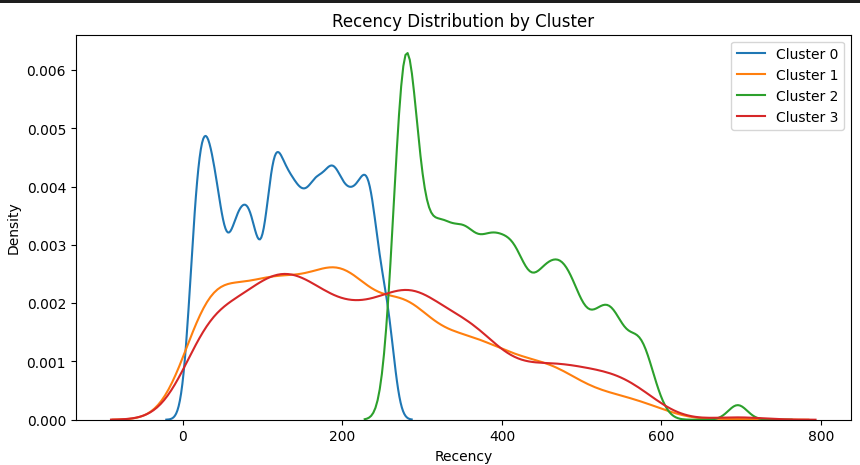 Recency Distribution by Cluster
Cluster 0
Cluster 1
Cluster 2
Cluster 3
0.006
0.005
0.004
0.003
0.002
0.001
0.000
Density
0 200 400 600 800
Recency